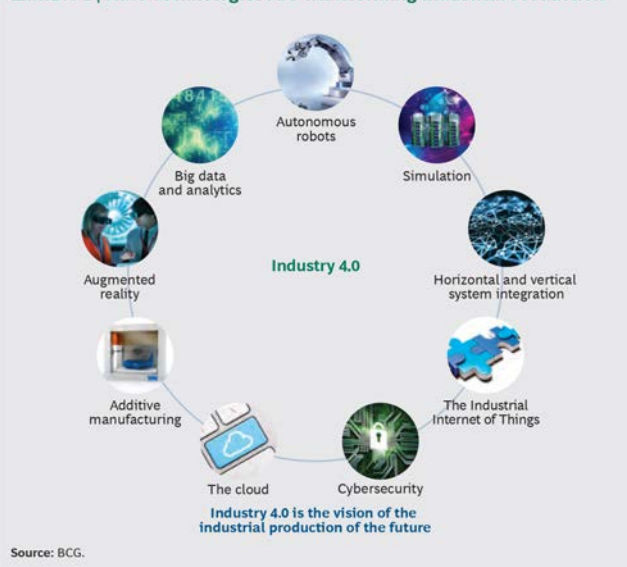 Autonomous
robots
Simulation
Horizontal and vertical
system integration
The Industrial
Internet of Things
Cybersecurity
The cloud
Additive
manufacturing
Augmented
reality
Big data
and analytics
Industry 4.0
Industry 4.0 is the vision of the
industrial production of the future
Source: BCG.